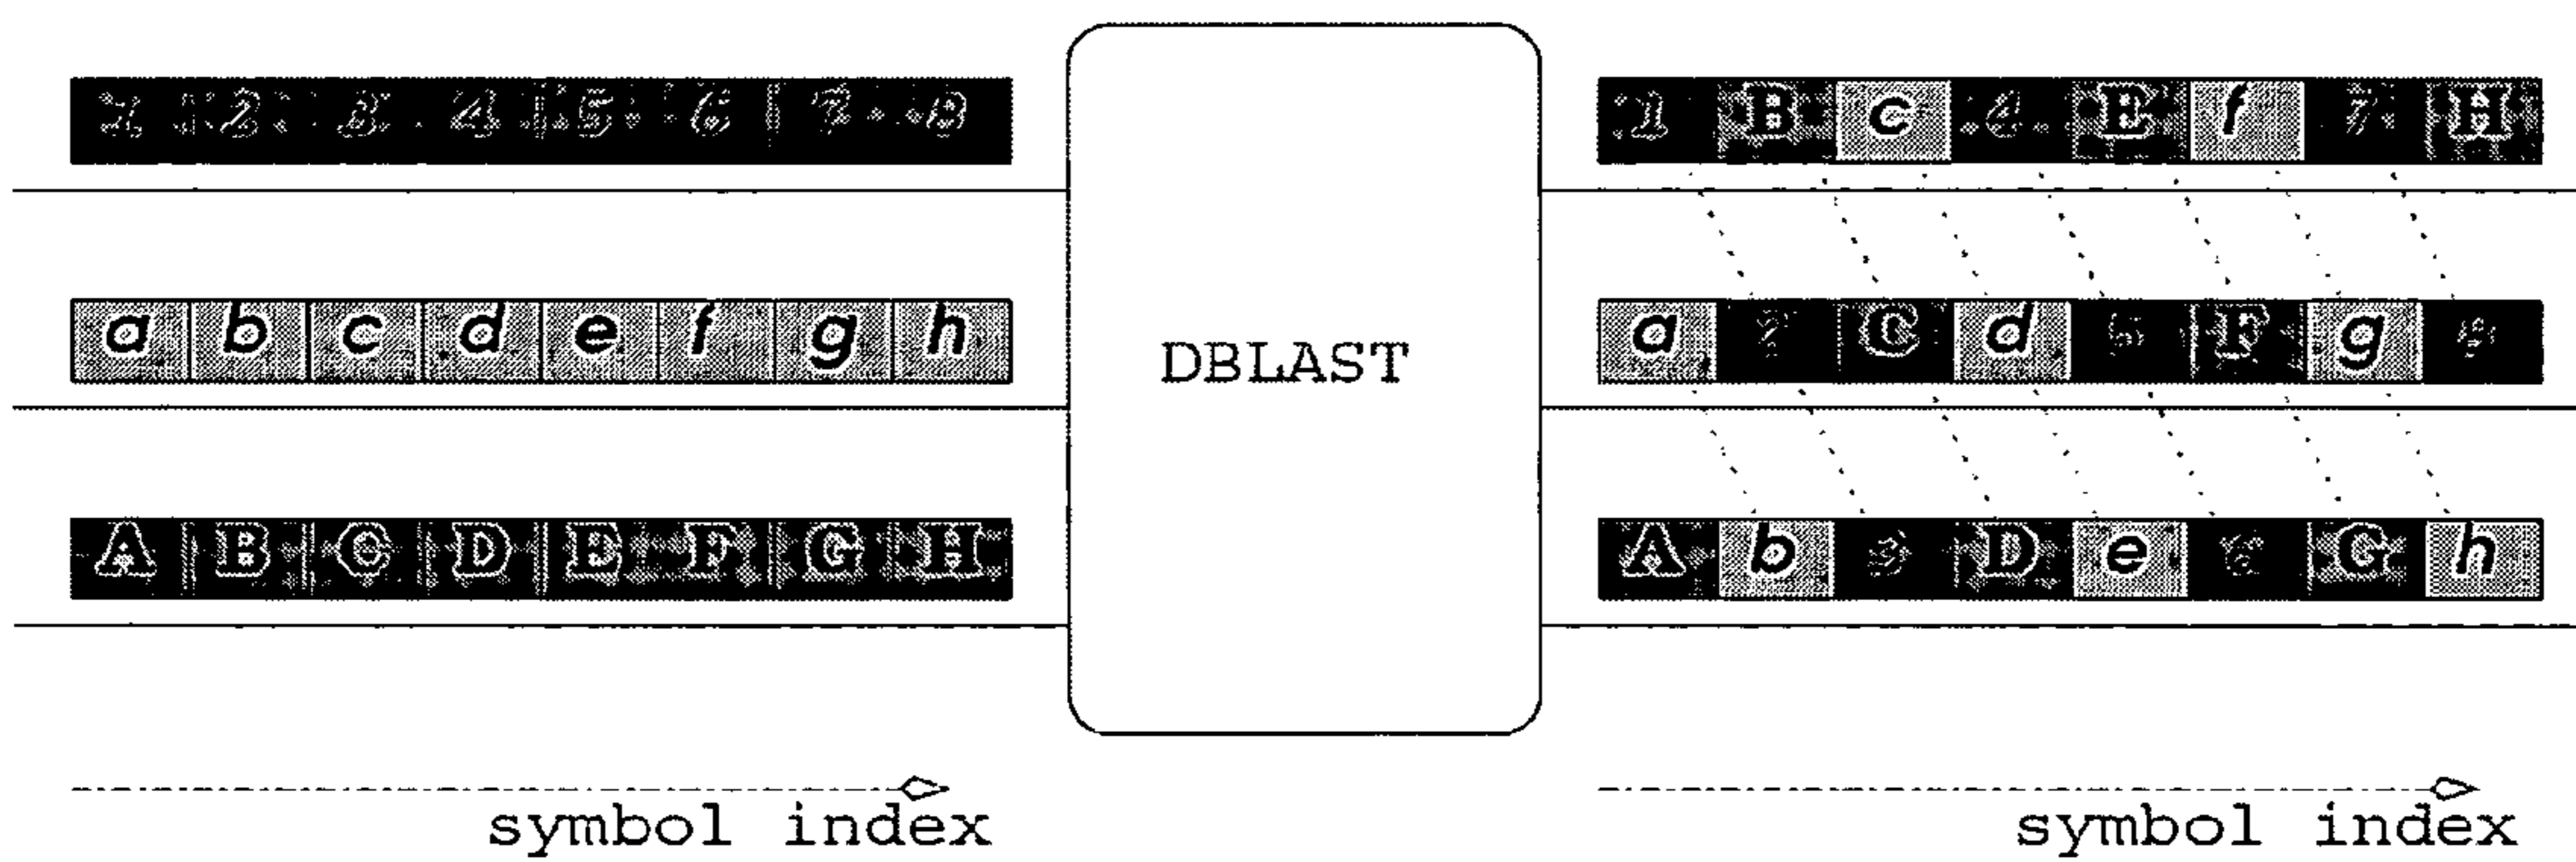 1 2 3 4 5 6 7 8
1 B c 4 E f 7 H
a b c d e f g h
DBLAST
a 2 C d 5 F g
A B C D E F G H
A b 3 D e 6 G h
symbol index
symbol index